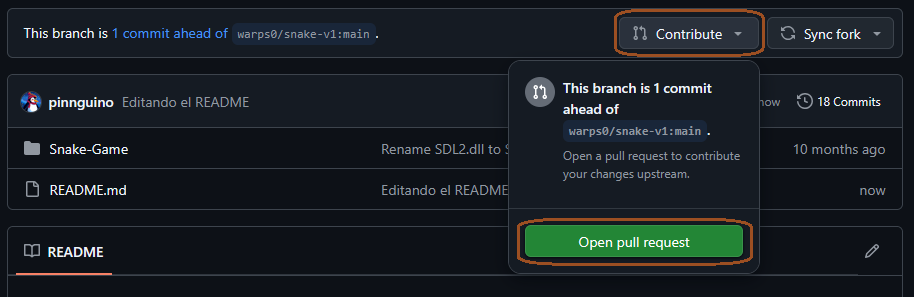 This branch is 1 commit ahead of warps0/snake-v1:main.
Contribute
Sync fork
pinnguino Editando el README
now
18 Commits
This branch is 1 commit
ahead of
warps0/snake-v1:main.
Open a pull request to contribute
your changes upstream.
Open pull request
Snake-Game
Rename SDL2.dll to
10 months ago
README.md
Editando el README
now
README